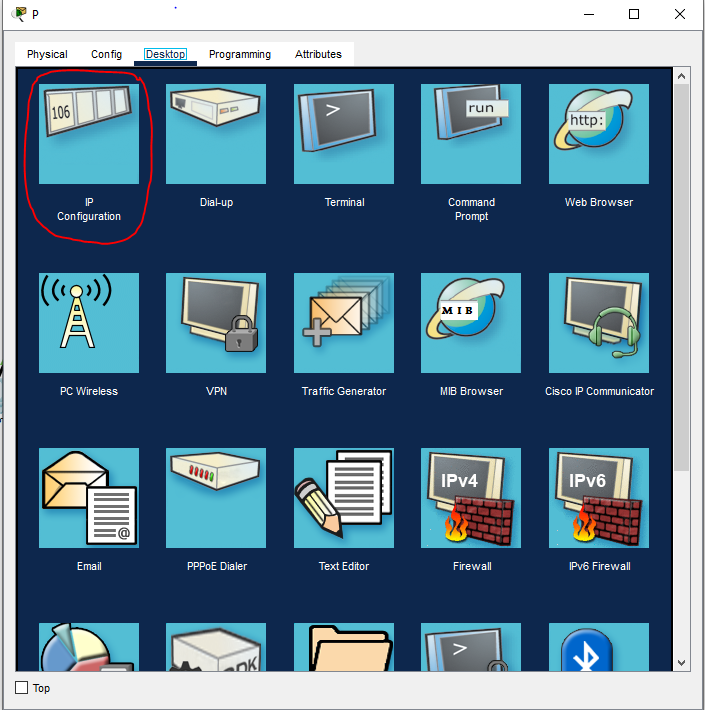 P
Physical Config Desktop Programming Attributes
106
>
run
http:
IP
Configuration
Dial-up
Terminal
Command
Prompt
Web Browser
MIB
PC Wireless
VPN
Traffic Generator
MIB Browser
Cisco IP Communicator
@
IPv4
IPv6
Email
PPPoE Dialer
Text Editor
Firewall
IPv6 Firewall
>
Top